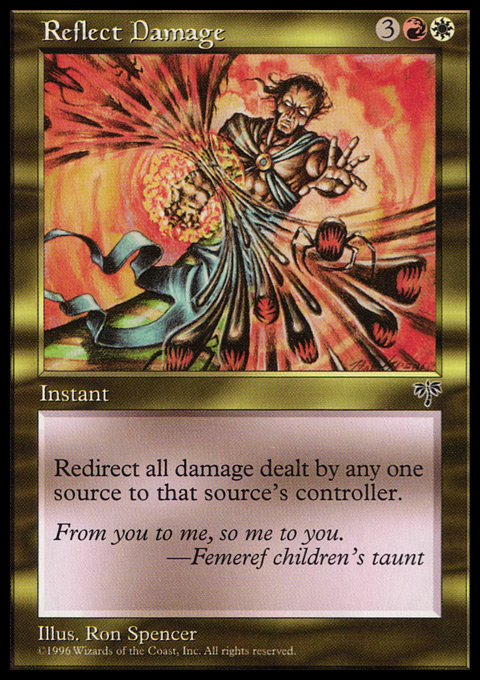 Reflect Damage 3
Instant
Redirect all damage dealt by any one
source to that source's controller.
From you to me, so me to you.
—Femeref children's taunt
Illus. Ron Spencer
©1996 Wizards of the Coast, Inc. All rights reserved.